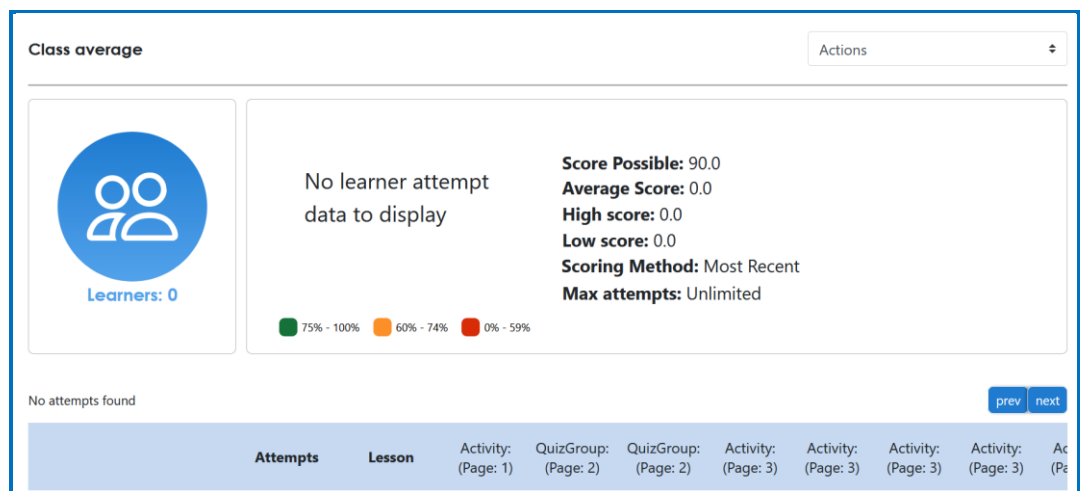 Class average
Actions
No learner attempt
data to display
Score Possible: 90.0
Average Score: 0.0
High score: 0.0
Low score: 0.0
Scoring Method: Most Recent
Max attempts: Unlimited
Learners: 0
75% - 100% 60% - 74% 0% - 59%
No attempts found
prev next
Attempts Lesson Activity: QuizGroup: QuizGroup: Activity: Activity: Activity: Activity:
(Page: 1) (Page: 2) (Page: 2) (Page: 3) (Page: 3) (Page: 3) (Page: 3)